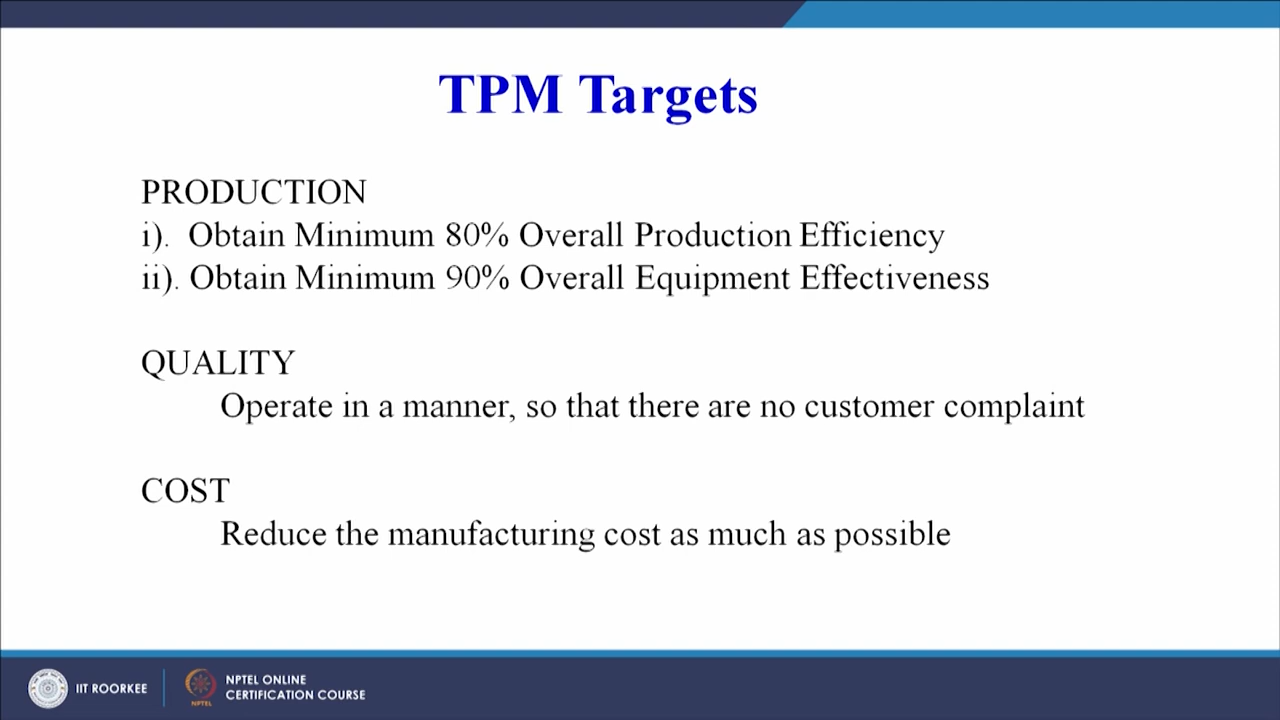 TPM Targets
PRODUCTION
i). Obtain Minimum 80% Overall Production Efficiency
ii). Obtain Minimum 90% Overall Equipment Effectiveness
QUALITY
Operate in a manner, so that there are no customer complaint
COST
Reduce the manufacturing cost as much as possible
IIT ROORKEE
NPTEL
NPTEL ONLINE
CERTIFICATION COURSE